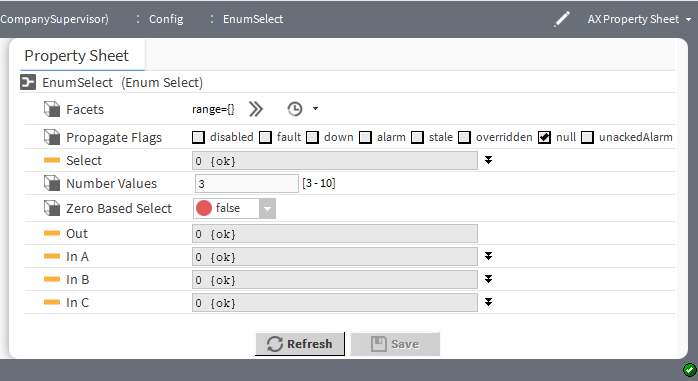 CompanySupervisor) : Config : EnumSelect AX Property Sheet
Property Sheet
EnumSelect (Enum Select)
Facets range={}
Propagate Flags disabled fault down alarm stale overridden null unackedAlarm
Select 0 {ok}
Number Values 3 [3 - 10]
Zero Based Select false
Out 0 {ok}
In A 0 {ok}
In B 0 {ok}
In C 0 {ok}
Refresh Save